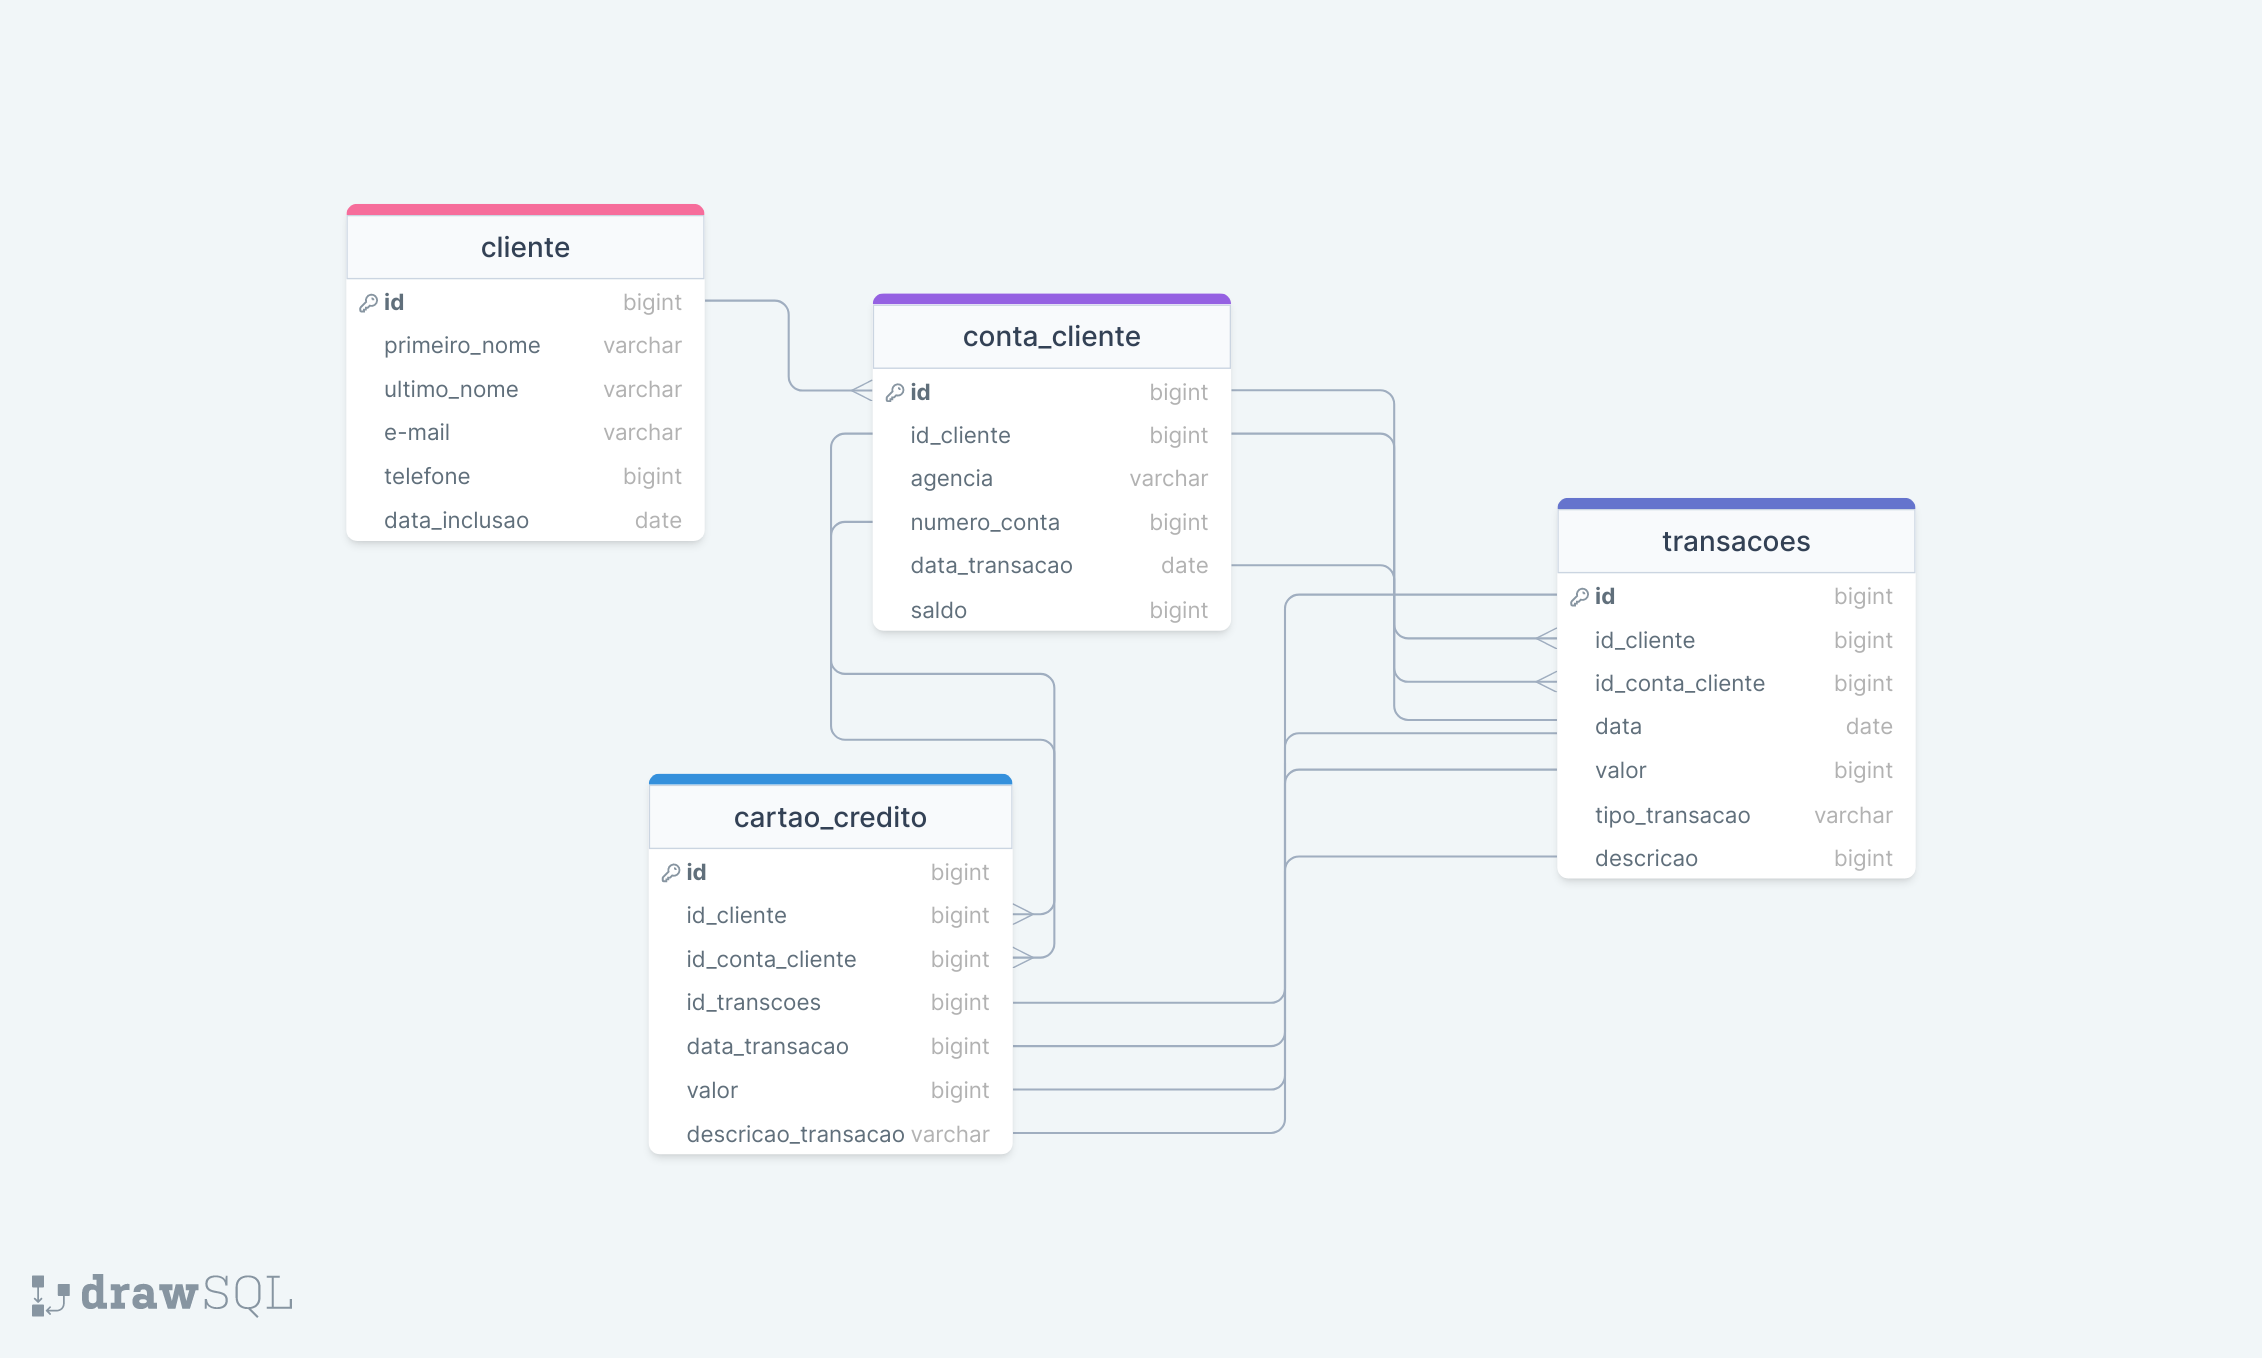 cliente
id bigint
primeiro_nome varchar
ultimo_nome varchar
e-mail varchar
telefone bigint
data_inclusao date
conta_cliente
id bigint
id_cliente bigint
agencia varchar
numero_conta bigint
data_transacao date
saldo bigint
transacoes
id bigint
id_cliente bigint
id_conta_cliente bigint
data date
valor bigint
tipo_transacao varchar
descricao bigint
cartao_credito
id bigint
id_cliente bigint
id_conta_cliente bigint
id_transcoes bigint
data_transacao bigint
valor bigint
descricao_transacao varchar
drawSQL